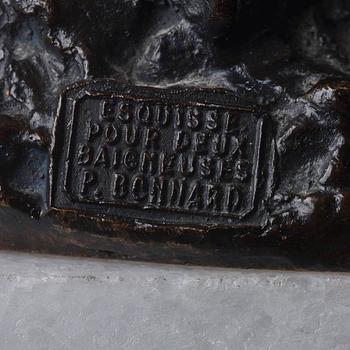 ESQUISSE
POUR DEUX
BAIGNEUSES
P. BONNARD